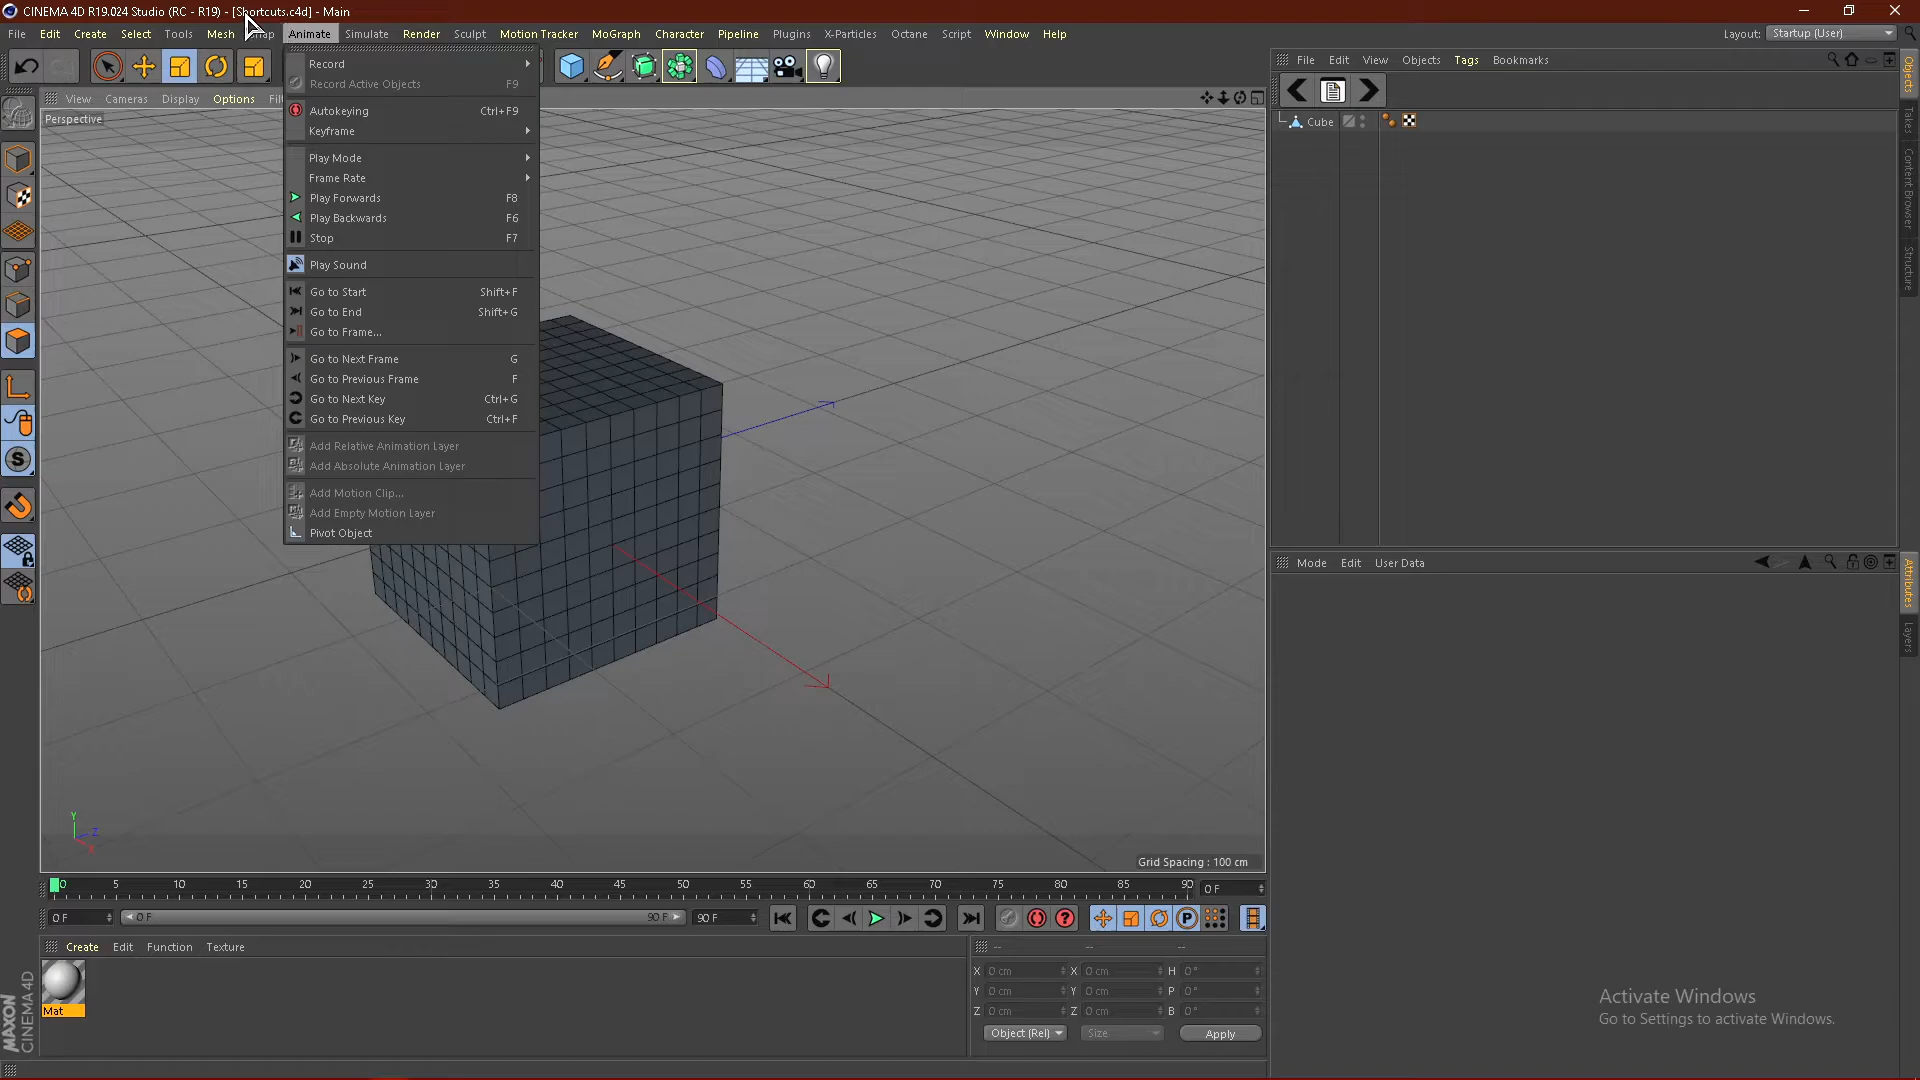 CINEMA 4D R19.024 Studio (RC - R19) - [Shortcuts.c4d] - Main
File Edit Create Select Tools Mesh Snap Animate Simulate Render Sculpt Motion Tracker MoGraph Character Pipeline Plugins X-Particles Octane Script Window Help
Layout: Startup (User)
View Cameras Display Options
Perspective
Record
Record Active Objects F9
Autokeying Ctrl+F9
Keyframe
Play Mode
Frame Rate
Play Forwards F8
Play Backwards F6
Stop F7
Play Sound
Go to Start Shift+F
Go to End Shift+G
Go to Frame...
Go to Next Frame G
Go to Previous Frame F
Go to Next Key Ctrl+G
Go to Previous Key Ctrl+F
Add Relative Animation Layer
Add Absolute Animation Layer
Add Motion Clip...
Add Empty Motion Layer
Pivot Object
File Edit View Objects Tags Bookmarks
Cube
Objects
Takes
Content Browser
Structure
Mode Edit User Data
Attributes
Layers
Y
Z
X
Grid Spacing : 100 cm
0 5 10 15 20 25 30 35 40 45 50 55 60 65 70 75 80 85 90 0 F
0 F 0 F 90 F 90 F
P
Create Edit Function Texture
Mat
-- -- --
X 0 cm X 0 cm H 0°
Y 0 cm Y 0 cm P 0°
Z 0 cm Z 0 cm B 0°
Object (Rel) Size Apply
MAXON
CINEMA 4D
Activate Windows
Go to Settings to activate Windows.